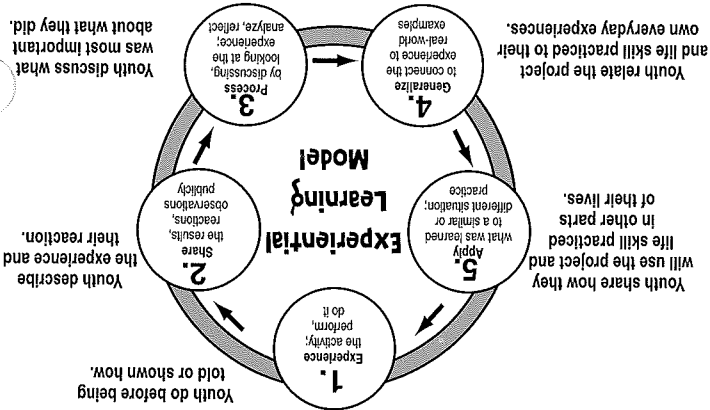 Experiential
Learning
Model
1.
Experience
the activity;
perform,
do it
Youth do before being
told or shown how.
2.
Share
the results,
reactions,
observations
publicly
Youth describe
the experience and
their reaction.
3.
Process
by discussing,
looking at the
experience;
analyze, reflect
Youth discuss what
was most important
about what they did.
4.
Generalize
to connect the
experience to
real-world
examples
Youth relate the project
and life skill practiced to their
own everyday experiences.
5.
Apply
what was learned
to a similar or
different situation;
practice
Youth share how they
will use the project and
life skill practiced
in other parts
of their lives.